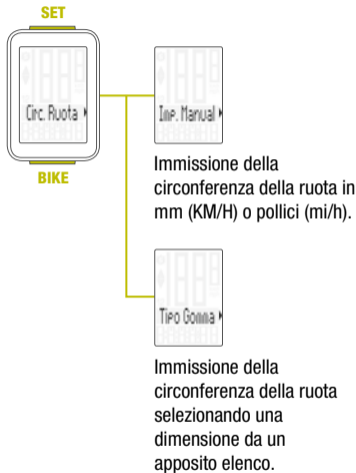 SET
Circ. Ruota
BIKE
Imp. Manual
Immissione della
circonferenza della ruota in
mm (KM/H) o pollici (mi/h).
Tipo Gomma
Immissione della
circonferenza della ruota
selezionando una
dimensione da un
apposito elenco.